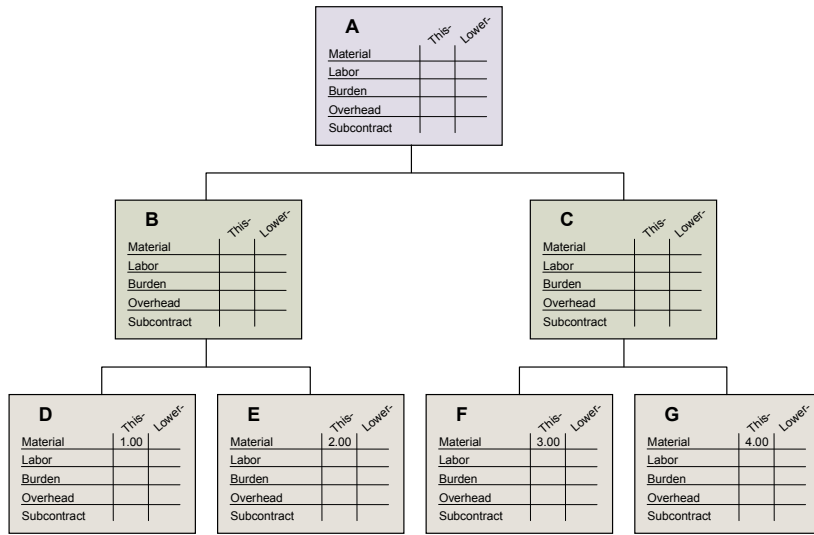 A This- Lower-
Material
Labor
Burden
Overhead
Subcontract
B This- Lower-
Material
Labor
Burden
Overhead
Subcontract
C This- Lower-
Material
Labor
Burden
Overhead
Subcontract
D This- Lower-
Material 1.00
Labor
Burden
Overhead
Subcontract
E This- Lower-
Material 2.00
Labor
Burden
Overhead
Subcontract
F This- Lower-
Material 3.00
Labor
Burden
Overhead
Subcontract
G This- Lower-
Material 4.00
Labor
Burden
Overhead
Subcontract